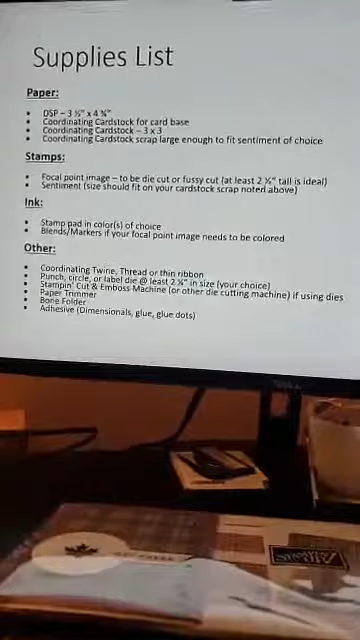 Supplies List
Paper:
• DSP – 3 ½" x 4 ¾"
• Coordinating Cardstock for card base
• Coordinating Cardstock – 3 x 3
• Coordinating Cardstock scrap large enough to fit sentiment of choice
Stamps:
• Focal point image – to be die cut or fussy cut (at least 2 ½" tall is ideal)
• Sentiment (size should fit on your cardstock scrap noted above)
Ink:
• Stamp pad in color(s) of choice
• Blends/Markers if your focal point image needs to be colored
Other:
• Coordinating Twine, Thread or thin ribbon
• Punch, circle, or label die @ least 2 ½" in size (your choice)
• Stampin' Cut & Emboss Machine (or other die cutting machine) if using dies
• Paper Trimmer
• Bone Folder
• Adhesive (Dimensionals, glue, glue dots)
DELL